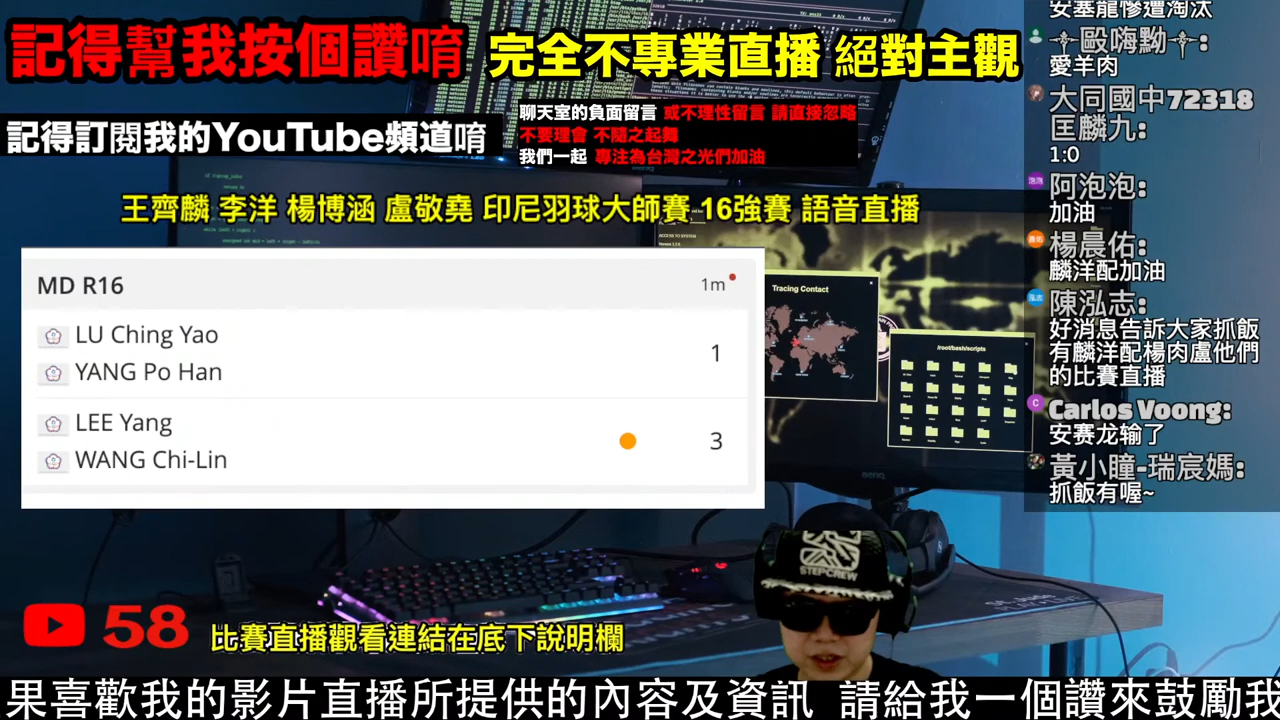 記得幫我按個讚唷
完全不專業直播 絕對主觀
聊天室的負面留言 或不理性留言 請直接忽略
不要理會 不隨之起舞
我們一起 專注為台灣之光們加油
記得訂閱我的YouTube頻道唷
王齊麟 李洋 楊博涵 盧敬堯 印尼羽球大師賽 16強賽 語音直播
MD R16
1m
LU Ching Yao
YANG Po Han
1
LEE Yang
WANG Chi-Lin
3
Tracing Contact
/root/bash/scripts
BenQ
安塞龍慘遭淘汰
毆嗨黝
:
愛羊肉
大同國中72318
匡麟九:
1:0
阿泡泡:
加油
楊晨佑:
麟洋配加油
陳泓志:
好消息告訴大家抓飯
有麟洋配楊肉盧他們
的比賽直播
Carlos Voong:
安赛龙输了
黃小瞳-瑞宸媽:
抓飯有喔~
STEPCREW
58
比賽直播觀看連結在底下說明欄
果喜歡我的影片直播所提供的內容及資訊 請給我一個讚來鼓勵我